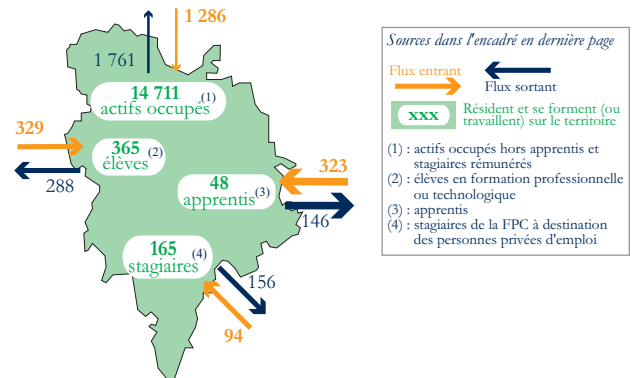 1 286
1 761
14 711 (1)
actifs occupés
329
365 (2)
élèves
288
323
48
apprentis (3)
146
165 (4)
stagiaires
156
94
Sources dans l'encadré en dernière page
Flux entrant
Flux sortant
xxx
Résident et se forment (ou
travaillent) sur le territoire
(1) : actifs occupés hors apprentis et
stagiaires rémunérés
(2) : élèves en formation professionelle
ou technologique
(3) : apprentis
(4) : stagiaires de la FPC à destination
des personnes privées d'emploi